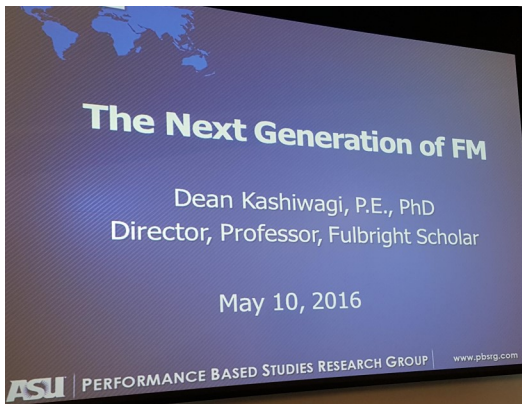 The Next Generation of FM
Dean Kashiwagi, P.E., PhD
Director, Professor, Fulbright Scholar
May 10, 2016
ASU PERFORMANCE BASED STUDIES RESEARCH GROUP www.pbsrg.com